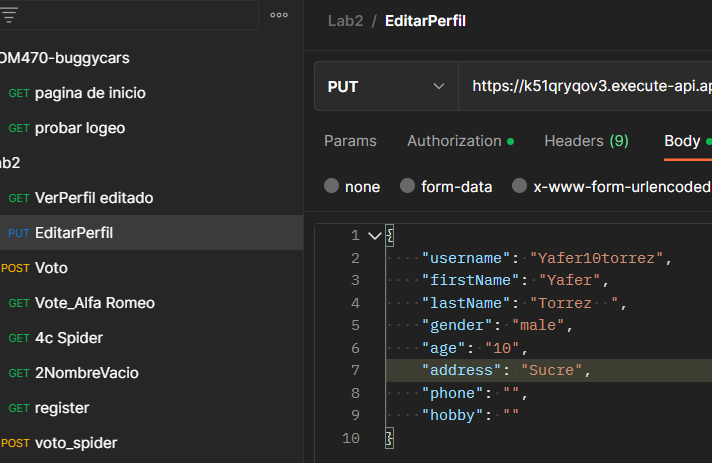 Lab2 / EditarPerfil
OM470-buggycars
GET pagina de inicio
GET probar logeo
ab2
GET VerPerfil editado
PUT EditarPerfil
POST Voto
GET Vote_Alfa Romeo
GET 4c Spider
GET 2NombreVacio
GET register
POST voto_spider
PUT https://k51qryqov3.execute-api.ap
Params Authorization Headers (9) Body
none form-data x-www-form-urlencoded
1 {
2 "username": "Yafer10torrez",
3 "firstName": "Yafer",
4 "lastName": "Torrez  ",
5 "gender": "male",
6 "age": "10",
7 "address": "Sucre",
8 "phone": "",
9 "hobby": ""
10 }